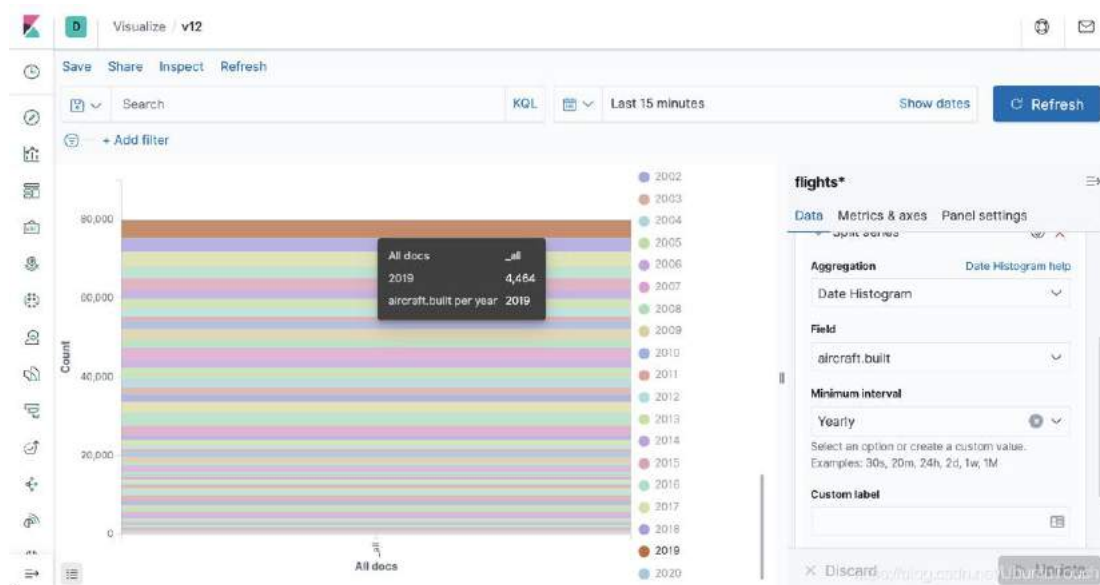 D Visualize / v12
Save Share Inspect Refresh
Search KQL Last 15 minutes Show dates Refresh
+ Add filter
80,000
60,000
40,000
20,000
0
Count
_all
All docs
All docs _all
2019 4,464
aircraft.built per year 2019
2002
2003
2004
2005
2006
2007
2008
2009
2010
2011
2012
2013
2014
2015
2016
2017
2018
2019
2020
flights*
Data Metrics & axes Panel settings
Split series
Aggregation Date Histogram help
Date Histogram
Field
aircraft.built
Minimum interval
Yearly
Select an option or create a custom value.
Examples: 30s, 20m, 24h, 2d, 1w, 1M
Custom label
Discard Update